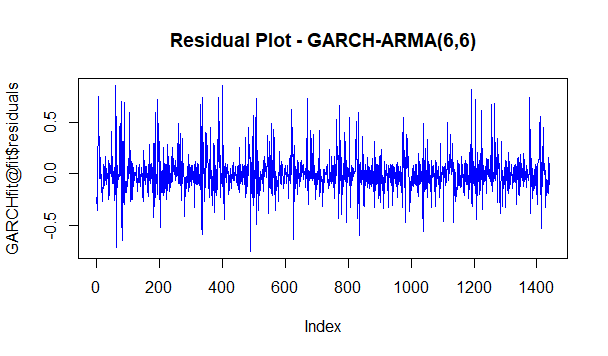 Residual Plot - GARCH-ARMA(6,6)
GARCHfit@fit$residuals
0.5
0.0
-0.5
0 200 400 600 800 1000 1200 1400
Index